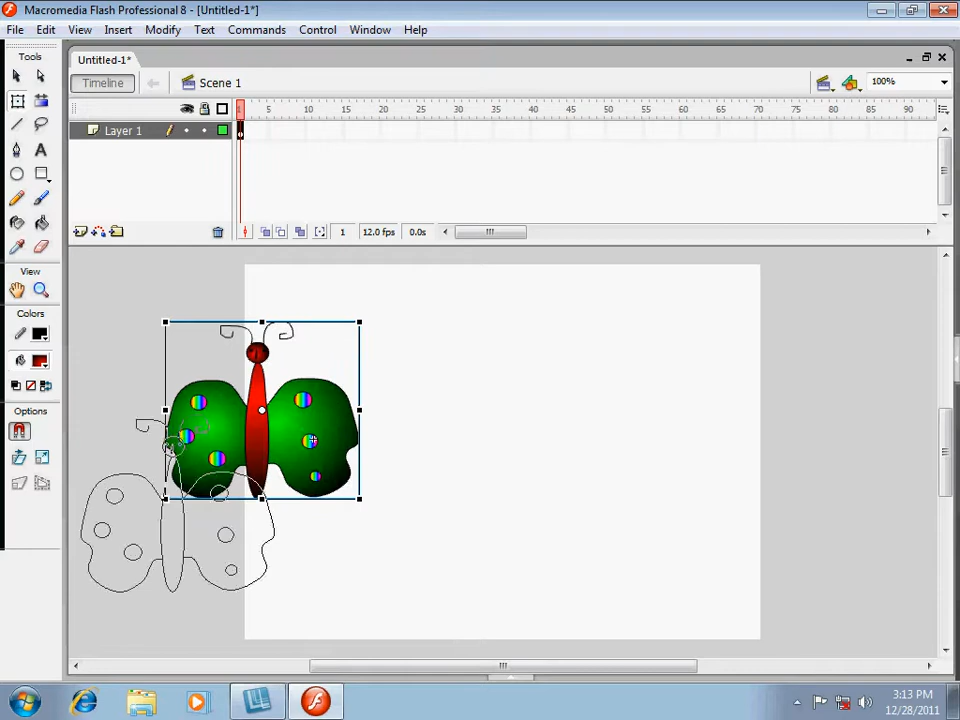 Macromedia Flash Professional 8 - [Untitled-1*]
File Edit View Insert Modify Text Commands Control Window Help
Tools
Untitled-1*
Timeline Scene 1 100%
1 5 10 15 20 25 30 35 40 45 50 55 60 65 70 75 80 85 90
Layer 1
1 12.0 fps 0.0s
View
Colors
Options
3:13 PM
12/28/2011